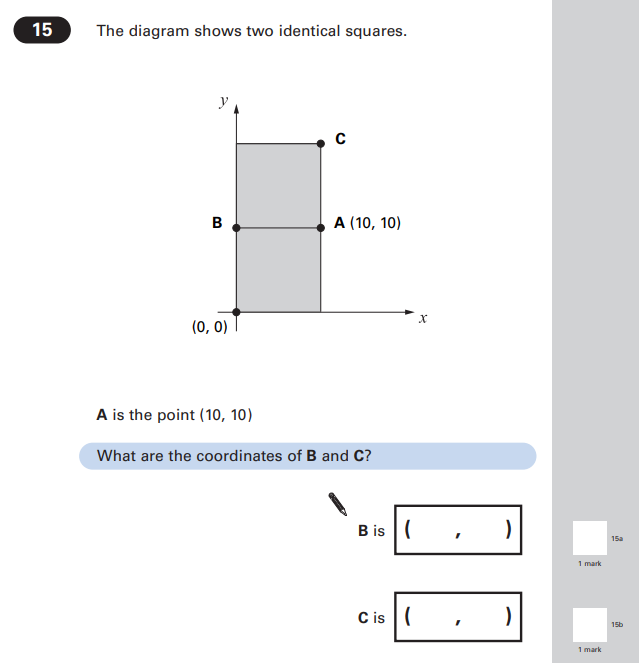 15 The diagram shows two identical squares.
y
C
B
A (10, 10)
(0, 0)
x
A is the point (10, 10)
What are the coordinates of B and C?
B is ( , )
15a
1 mark
C is ( , )
15b
1 mark